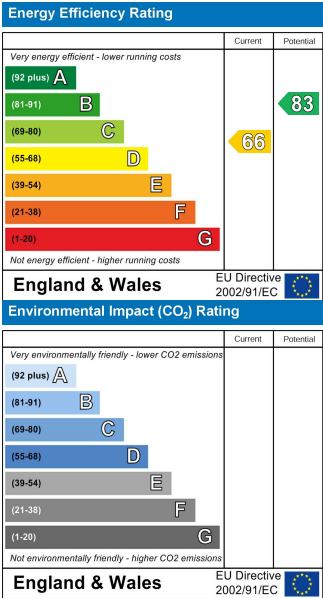 Energy Efficiency Rating
Current Potential
Very energy efficient - lower running costs
(92 plus) A
(81-91) B
(69-80) C
(55-68) D
(39-54) E
(21-38) F
(1-20) G
66
83
Not energy efficient - higher running costs
England & Wales
EU Directive
2002/91/EC
Environmental Impact (CO₂) Rating
Current Potential
Very environmentally friendly - lower CO2 emissions
(92 plus) A
(81-91) B
(69-80) C
(55-68) D
(39-54) E
(21-38) F
(1-20) G
Not environmentally friendly - higher CO2 emissions
England & Wales
EU Directive
2002/91/EC